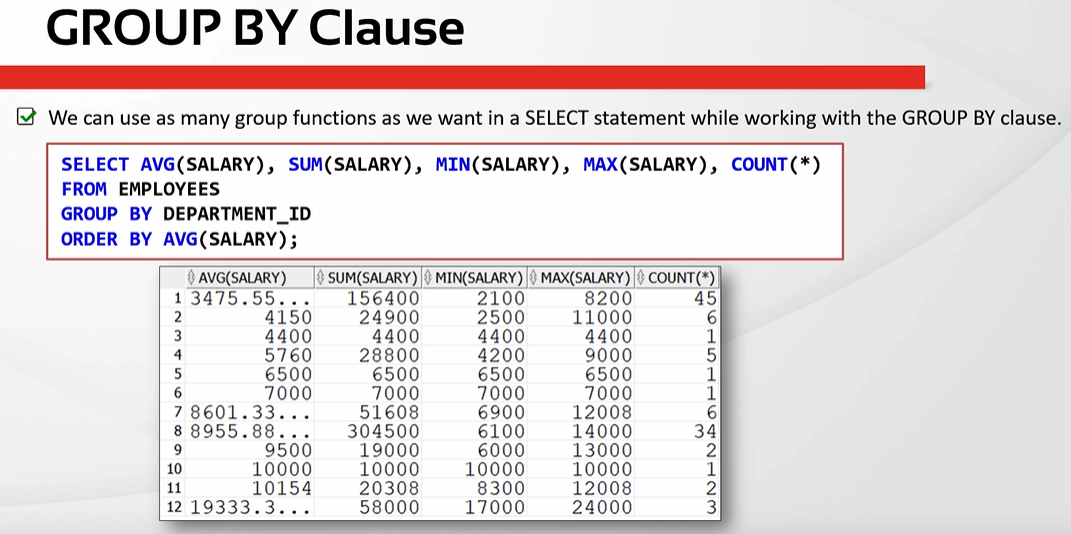 GROUP BY Clause
We can use as many group functions as we want in a SELECT statement while working with the GROUP BY clause.
SELECT AVG(SALARY), SUM(SALARY), MIN(SALARY), MAX(SALARY), COUNT(*)
FROM EMPLOYEES
GROUP BY DEPARTMENT_ID
ORDER BY AVG(SALARY);
AVG(SALARY) SUM(SALARY) MIN(SALARY) MAX(SALARY) COUNT(*)
1 3475.55... 156400 2100 8200 45
2 4150 24900 2500 11000 6
3 4400 4400 4400 4400 1
4 5760 28800 4200 9000 5
5 6500 6500 6500 6500 1
6 7000 7000 7000 7000 1
7 8601.33... 51608 6900 12008 6
8 8955.88... 304500 6100 14000 34
9 9500 19000 6000 13000 2
10 10000 10000 10000 10000 1
11 10154 20308 8300 12008 2
12 19333.3... 58000 17000 24000 3